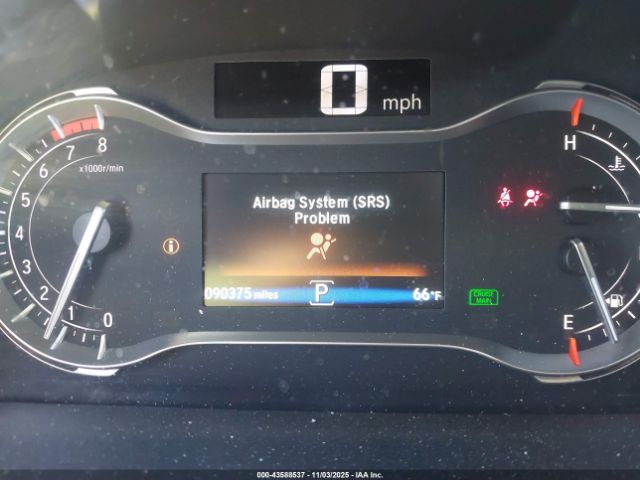 0 mph
8
7
6
5
4
3
2
1
0
x1000r/min
Airbag System (SRS)
Problem
i
090375 miles
P
66°F
CRUISE
MAIN
H
E
000-43588537 - 11/03/2025 - IAA Inc.